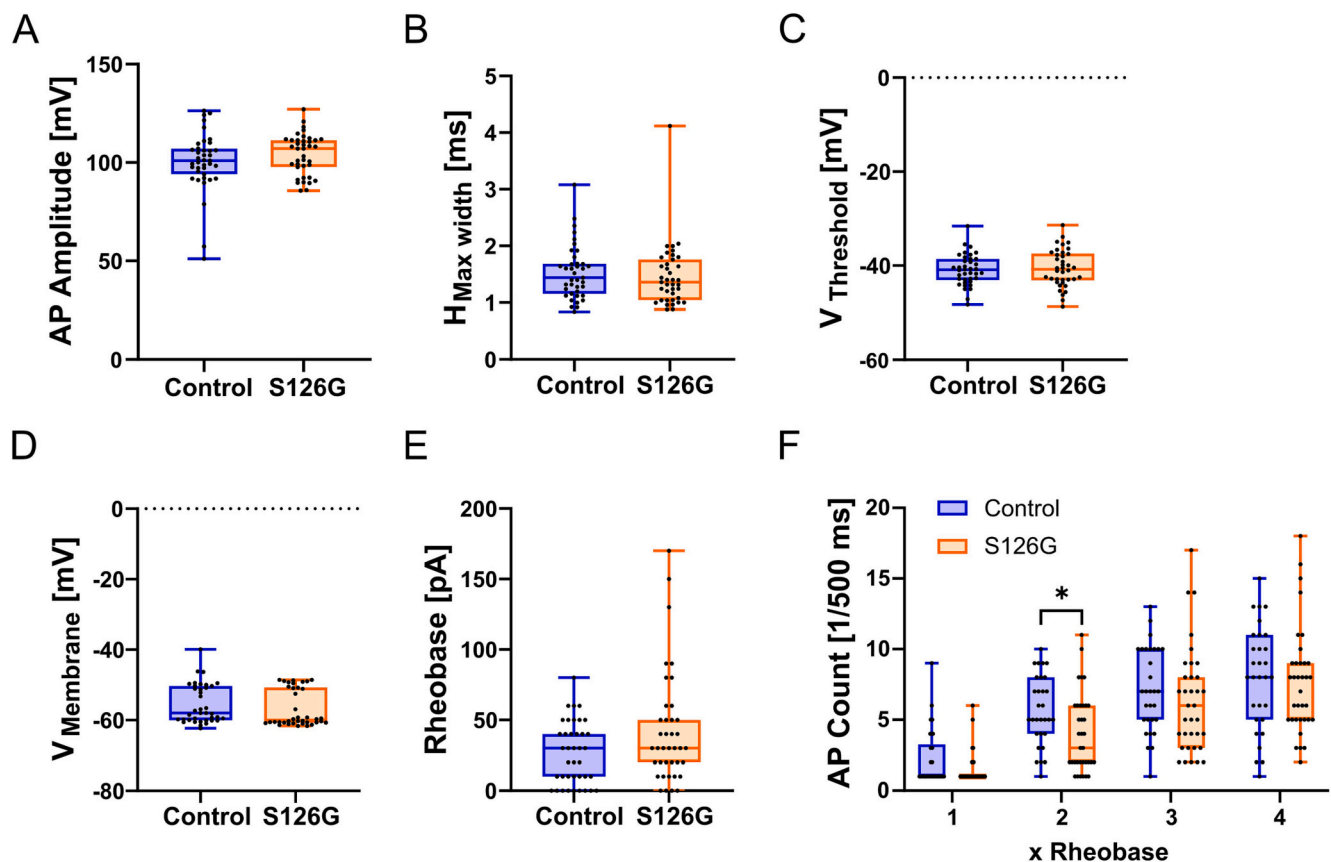 A
AP Amplitude [mV]
150
100
50
0
Control S126G
B
HMax width [ms]
5
4
3
2
1
0
Control S126G
C
V Threshold [mV]
0
-20
-40
-60
Control S126G
D
VMembrane [mV]
0
-20
-40
-60
-80
Control S126G
E
Rheobase [pA]
200
150
100
50
0
Control S126G
F
AP Count [1/500 ms]
20
15
10
5
0
Control
S126G
*
1 2 3 4
x Rheobase